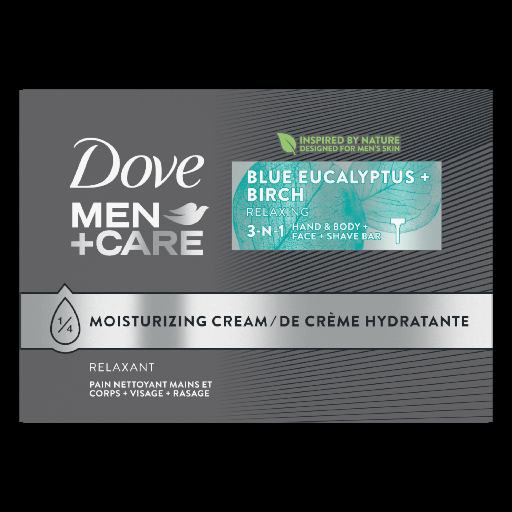 Dove
MEN
+CARE
INSPIRED BY NATURE
DESIGNED FOR MEN'S SKIN
BLUE EUCALYPTUS +
BIRCH
RELAXING
3-N-1
HAND & BODY +
FACE + SHAVE BAR
1/4
MOISTURIZING CREAM / DE CRÈME HYDRATANTE
RELAXANT
PAIN NETTOYANT MAINS ET
CORPS + VISAGE + RASAGE